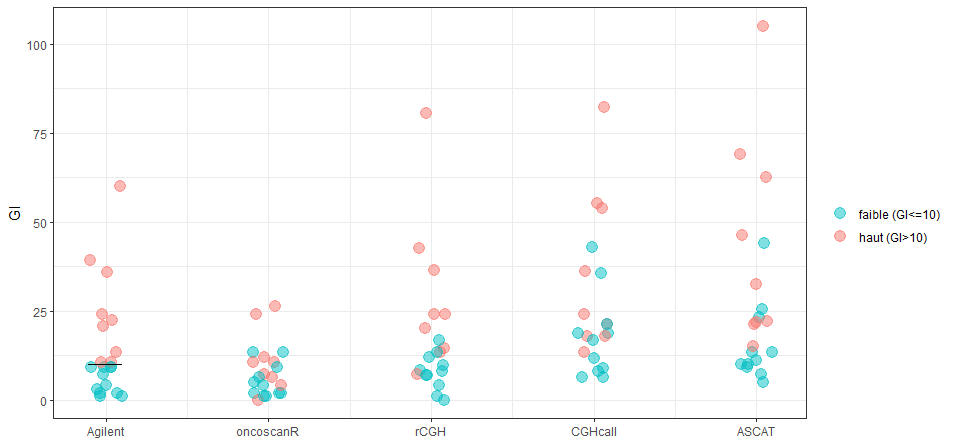 GI
100
75
50
25
0
Agilent oncoscanR rCGH CGHcall ASCAT
faible (GI<=10)
haut (GI>10)